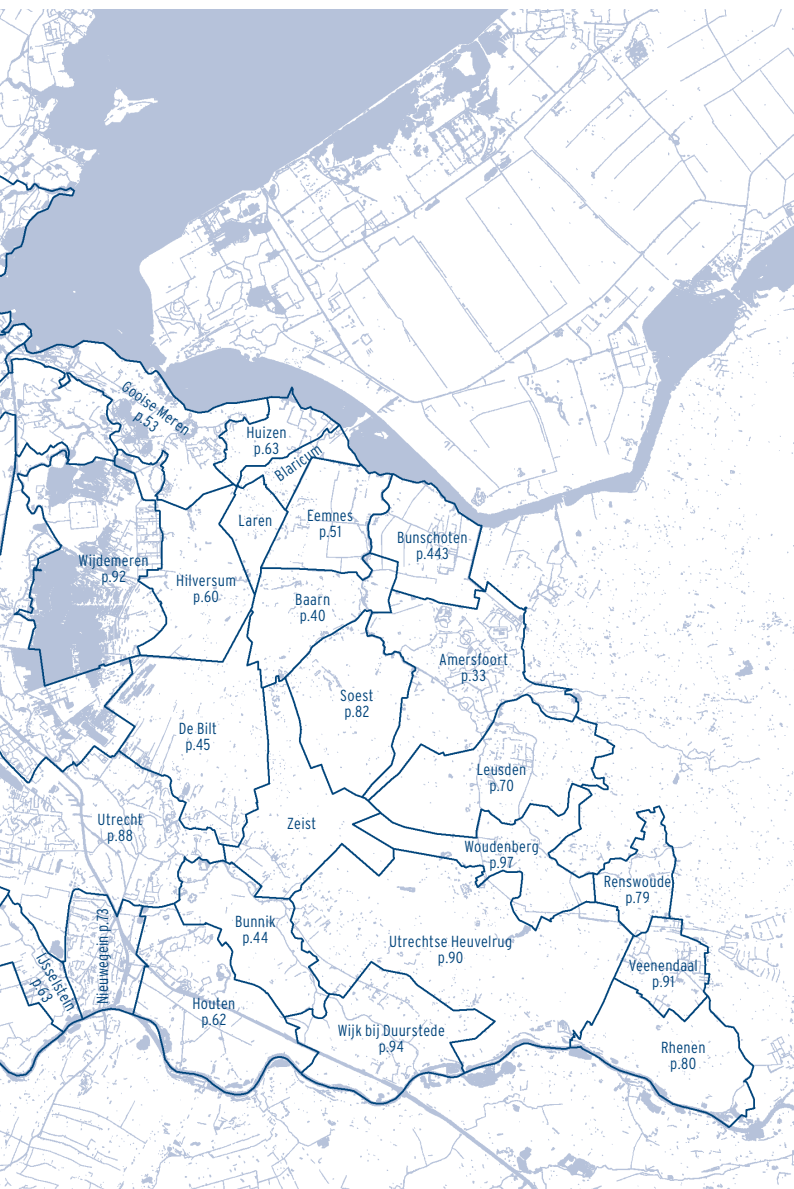 Gooise Meren
p.53
Huizen
p.63
Blaricum
Laren
Eemnes
p.51
Bunschoten
p.443
Wijdemeren
p.92
Hilversum
p.60
Baarn
p.40
Amersfoort
p.33
Soest
p.82
De Bilt
p.45
Leusden
p.70
Utrecht
p.88
Zeist
Woudenberg
p.97
Renswoude
p.79
Nieuwegein p.73
Bunnik
p.44
Utrechtse Heuvelrug
p.90
Veenendaal
p.91
IJsselstein
p.63
Houten
p.62
Wijk bij Duurstede
p.94
Rhenen
p.80